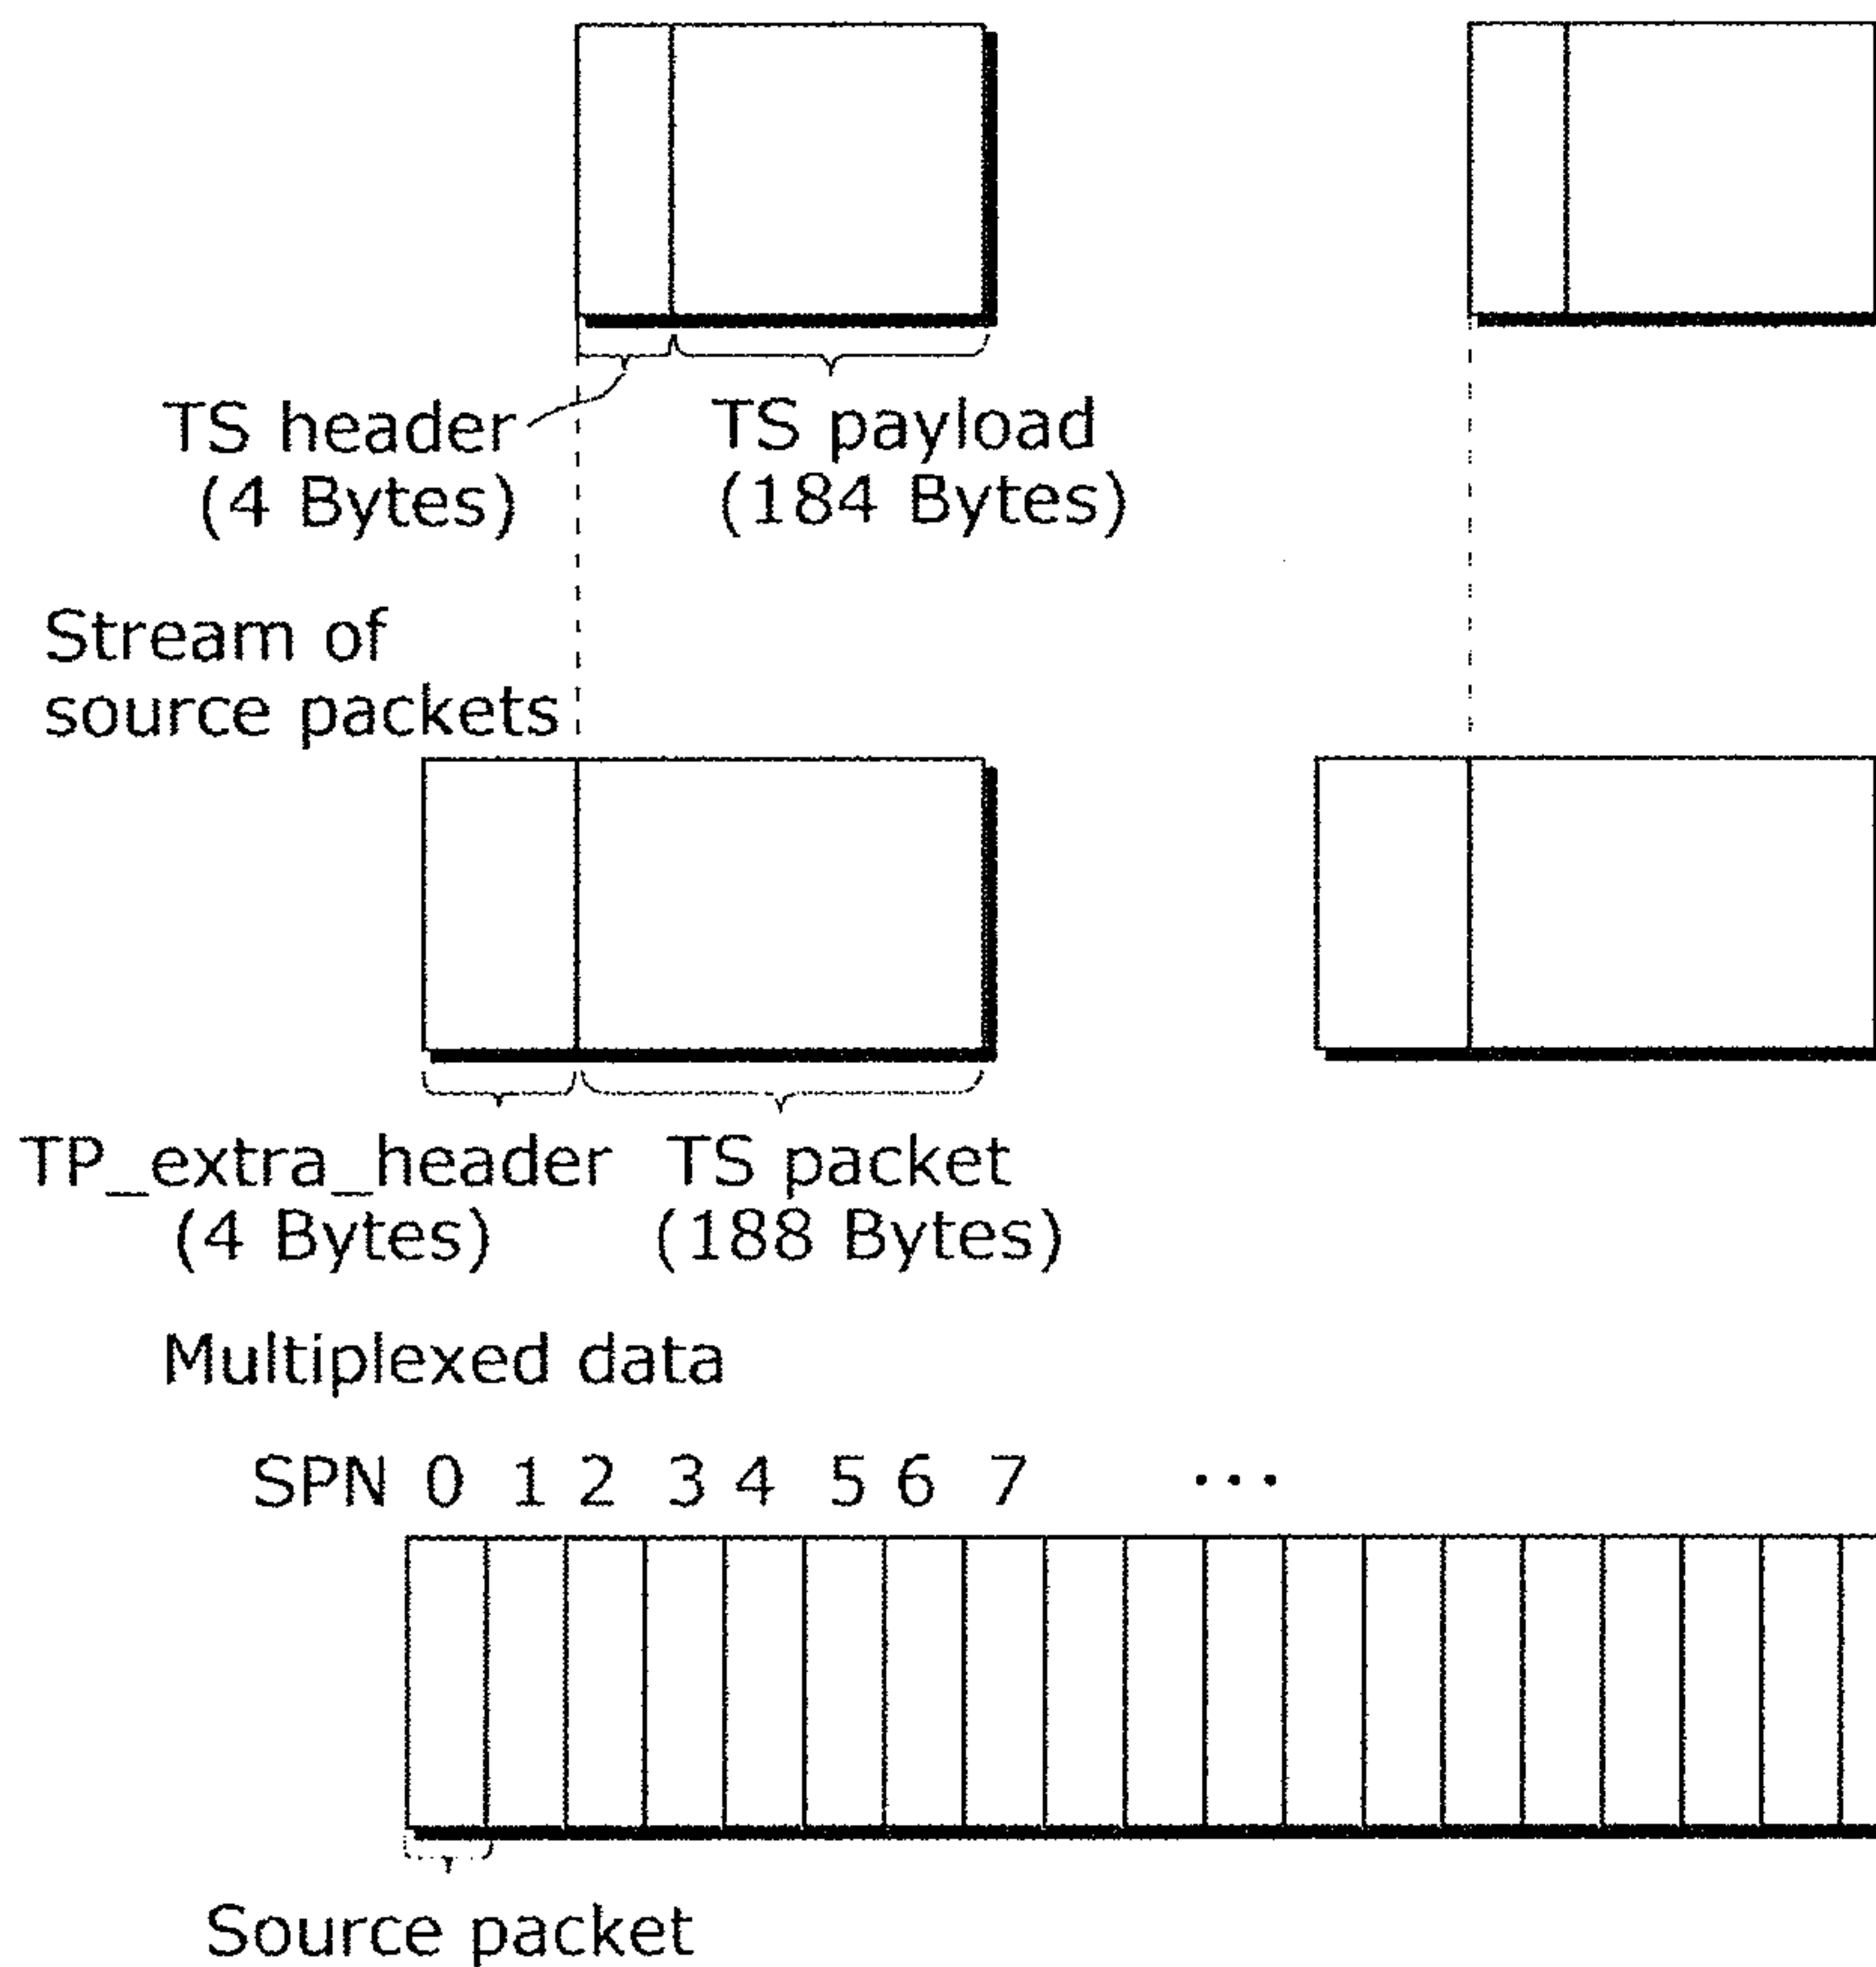 TS header TS payload
(4 Bytes) (184 Bytes)
Stream of
source packets
TP_extra_header TS packet
(4 Bytes) (188 Bytes)
Multiplexed data
SPN 0 1 2 3 4 5 6 7 ...
Source packet